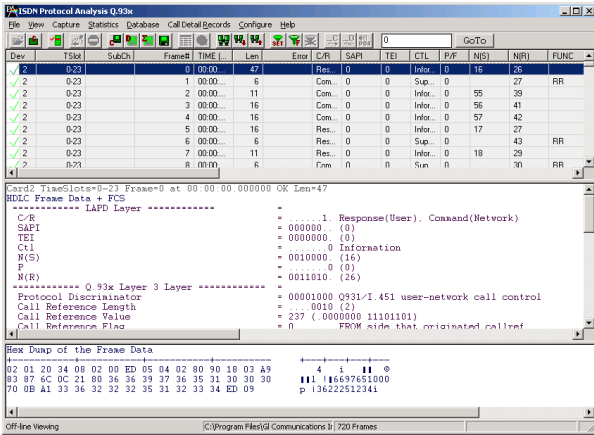 ISDN Protocol Analysis Q.93x
File View Capture Statistics Database Call Detail Records Configure Help
0 GoTo
Dev TSlot SubCh Frame# TIME (... Len Error C/R SAPI TEI CTL P/F N(S) N(R) FUNC
2 0-23 0 00:00:... 47 Res... 0 0 Infor... 0 16 26
2 0-23 1 00:00:... 6 Com... 0 0 Sup... 0 27 RR
2 0-23 2 00:00:... 11 Com... 0 0 Infor... 0 55 39
2 0-23 3 00:00:... 16 Com... 0 0 Infor... 0 56 41
2 0-23 4 00:00:... 16 Com... 0 0 Infor... 0 57 42
2 0-23 5 00:00:... 16 Res... 0 0 Infor... 0 17 27
2 0-23 6 00:00:... 6 Res... 0 0 Sup... 0 43 RR
2 0-23 7 00:00:... 11 Res... 0 0 Infor... 0 18 29
2 0-23 8 00:00:... 6 Com... 0 0 Sup... 0 30 RR
Card2 TimeSlots=0-23 Frame=0 at 00:00:00.000000 OK Len=47
HDLC Frame Data + FCS
------------ LAPD Layer ------------ =
C/R = ......1. Response(User), Command(Network)
SAPI = 000000.. (0)
TEI = 0000000. (0)
Ctl = .......0 Information
N(S) = 0010000. (16)
P = .......0 (0)
N(R) = 0011010. (26)
------------ Q.93x Layer 3 Layer ------------ =
Protocol Discriminator = 00001000 Q931/I.451 user-network call control
Call Reference Length = ....0010 (2)
Call Reference Value = 237 (.0000000 11101101)
Call Reference Flag = 0....... FROM side that originated callref
Hex Dump of the Frame Data
02 01 20 34 08 02 00 ED 05 04 02 80 90 18 03 A9
83 87 6C 0C 21 80 36 36 39 37 36 35 31 30 30 30
70 0B A1 33 36 32 32 32 35 31 32 33 34 ED 09
4 i ©
l !6697651000
p ¡3622251234í
Off-line Viewing C:\Program Files\Gl Communications Ir 720 Frames